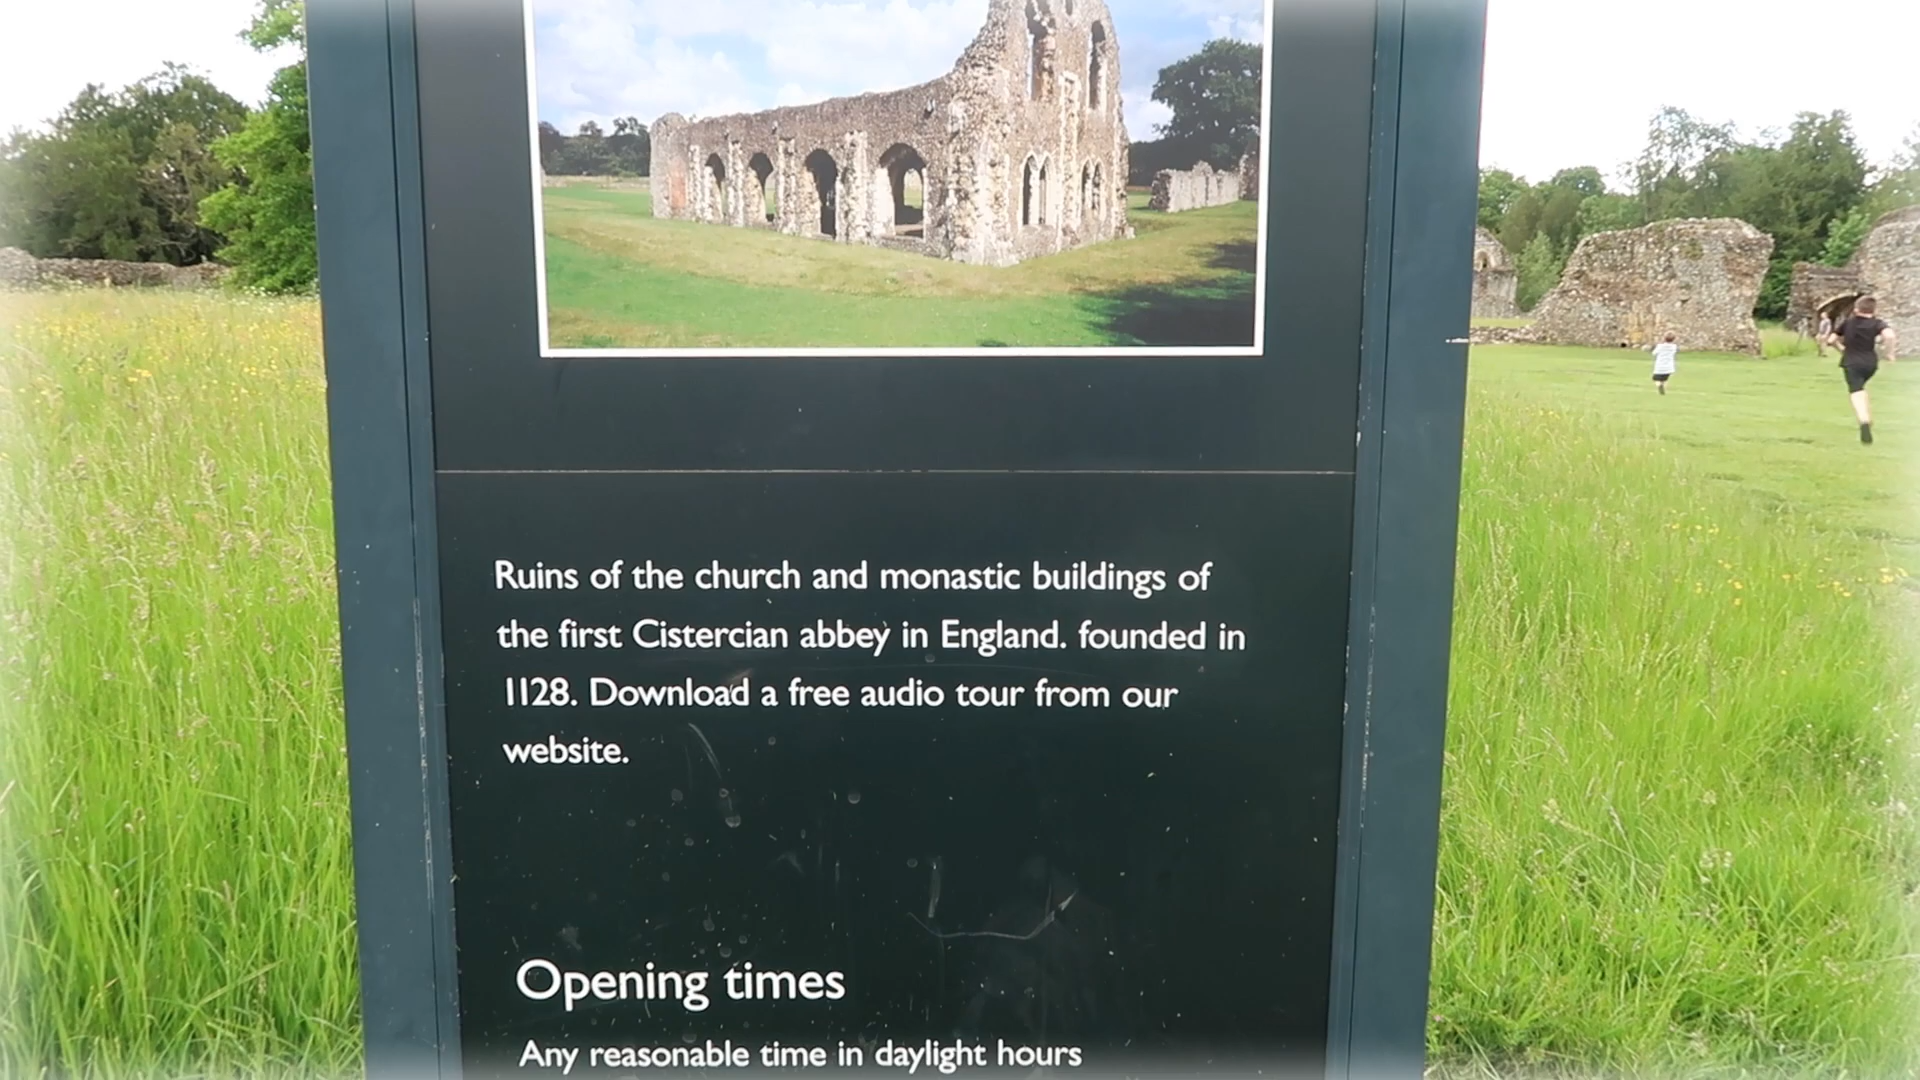 Ruins of the church and monastic buildings of
the first Cistercian abbey in England. founded in
1128. Download a free audio tour from our
website.
Opening times
Any reasonable time in daylight hours